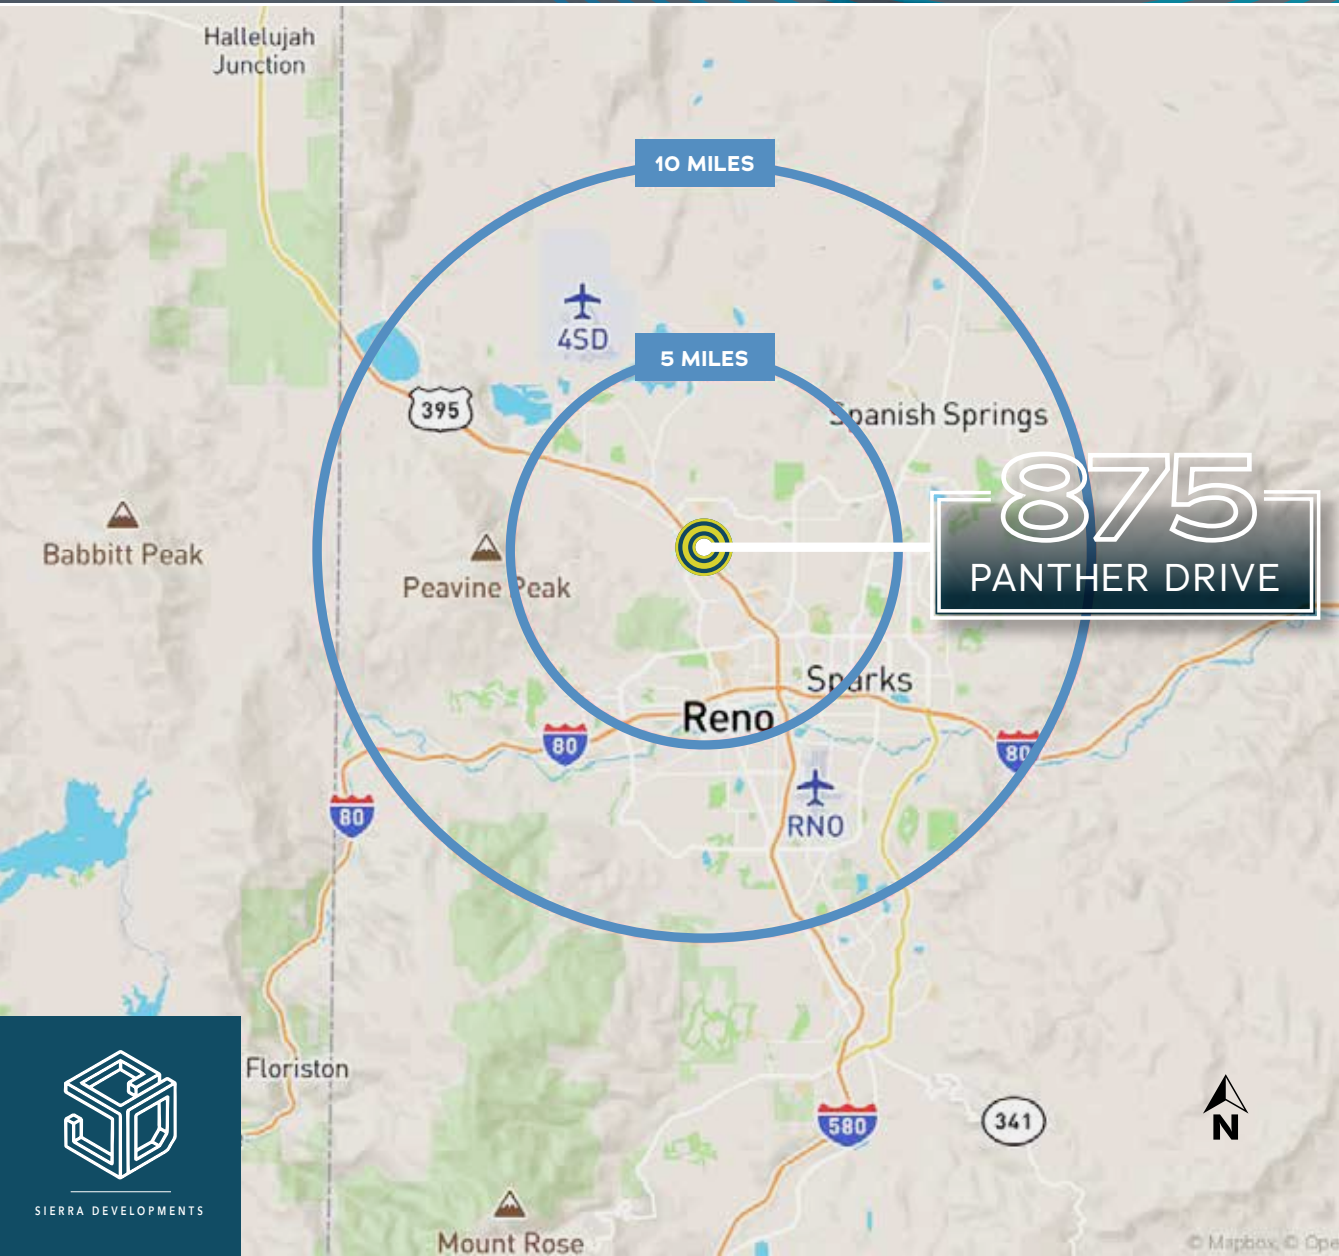 Hallelujah
Junction
10 MILES
4SD
5 MILES
395
Spanish Springs
875
PANTHER DRIVE
Babbitt Peak
Peavine Peak
Sparks
Reno
80
80
RNO
80
Floriston
580
341
N
SIERRA DEVELOPMENTS
Mount Rose
© Mapbox, © Ope